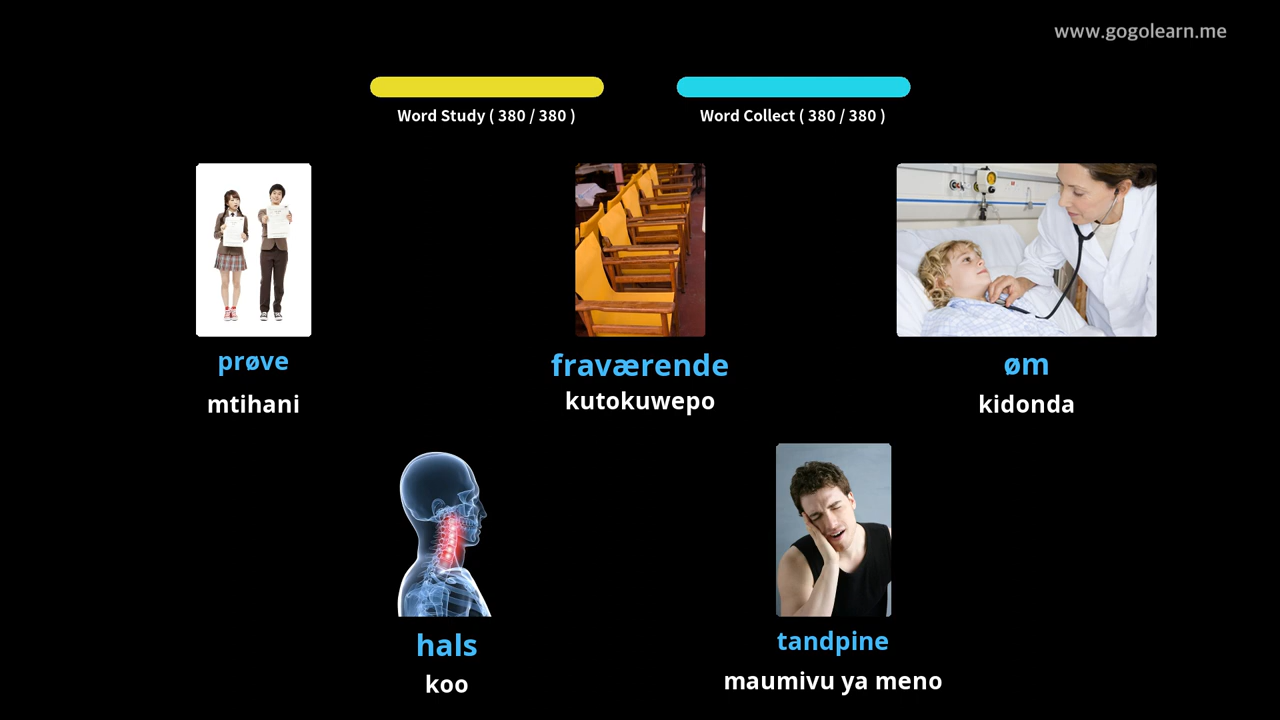 www.gogolearn.me
Word Study ( 380 / 380 )
Word Collect ( 380 / 380 )
prøve
mtihani
fraværende
kutokuwepo
øm
kidonda
hals
koo
tandpine
maumivu ya meno